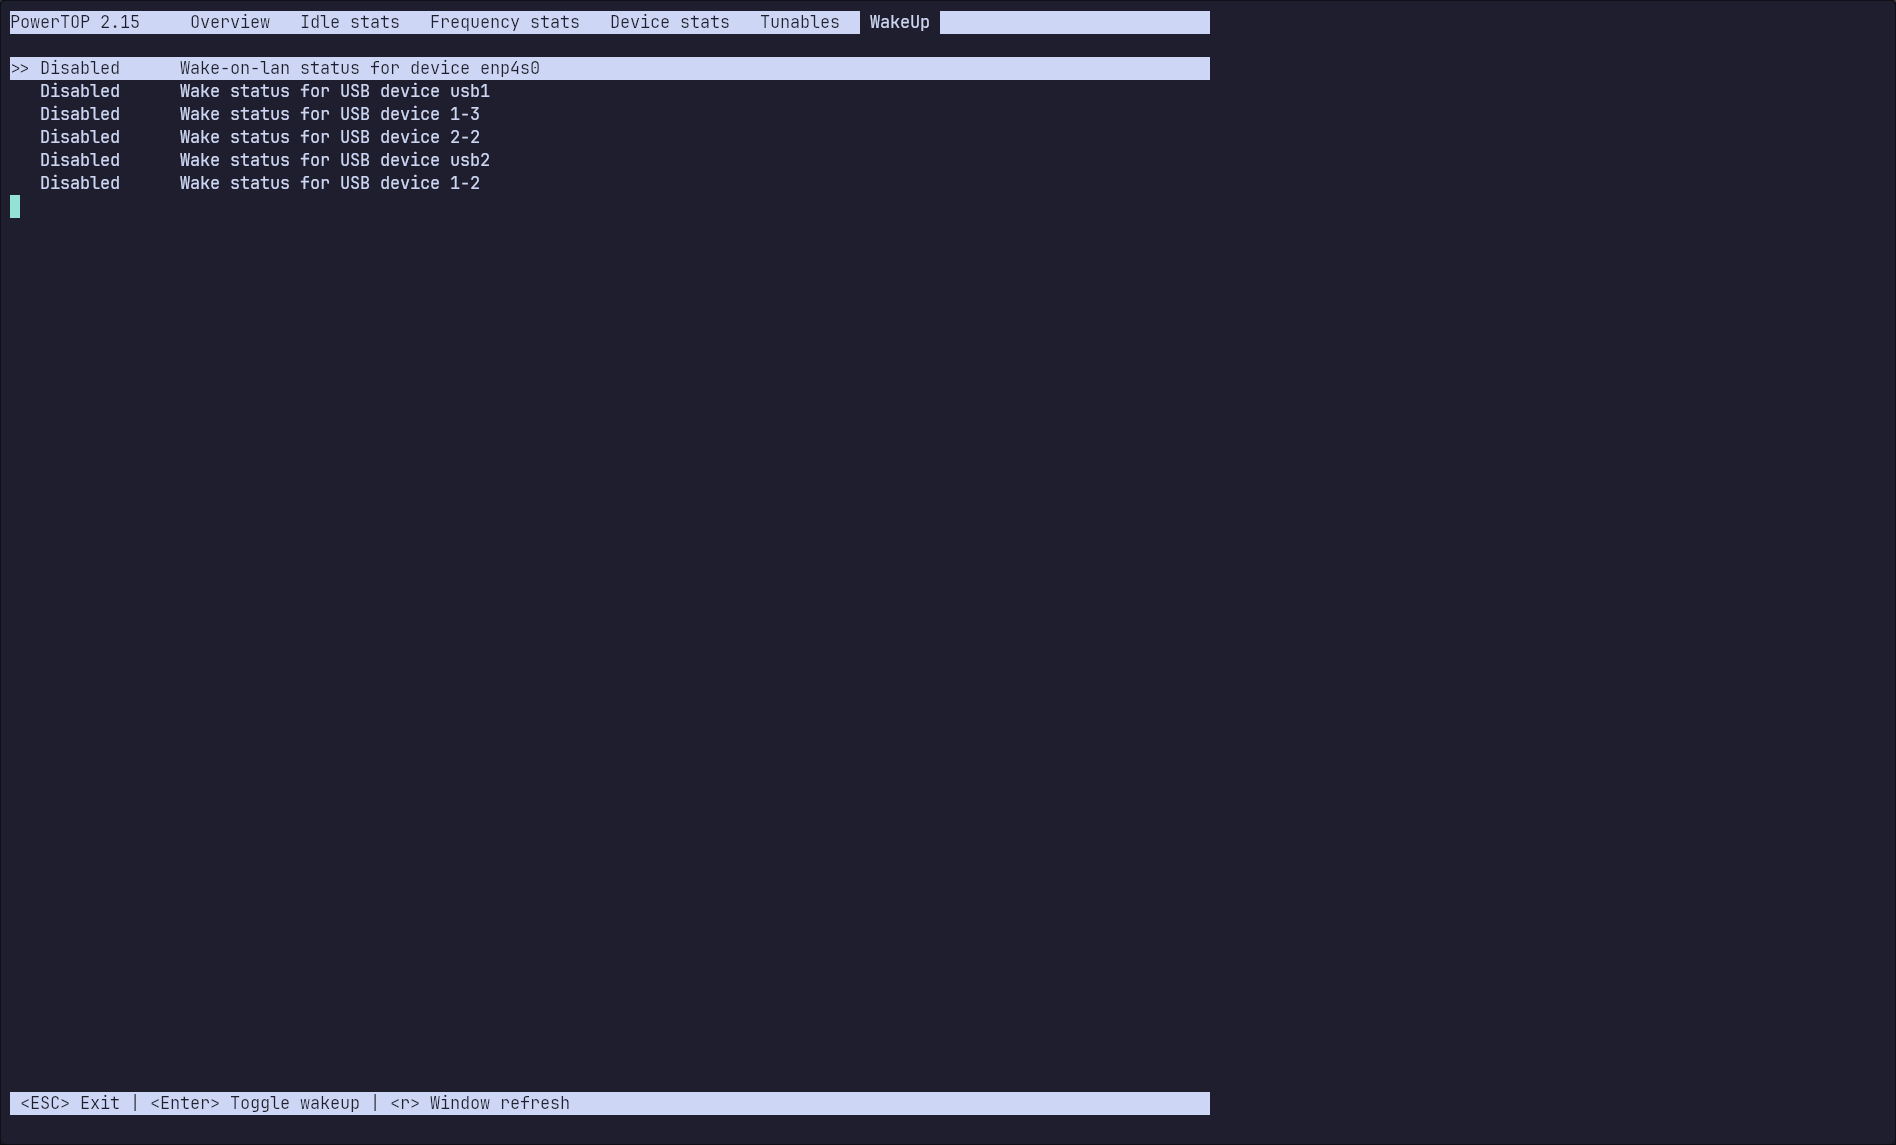 PowerTOP 2.15     Overview   Idle stats   Frequency stats   Device stats   Tunables   WakeUp
>> Disabled      Wake-on-lan status for device enp4s0
   Disabled      Wake status for USB device usb1
   Disabled      Wake status for USB device 1-3
   Disabled      Wake status for USB device 2-2
   Disabled      Wake status for USB device usb2
   Disabled      Wake status for USB device 1-2
 <ESC> Exit | <Enter> Toggle wakeup | <r> Window refresh